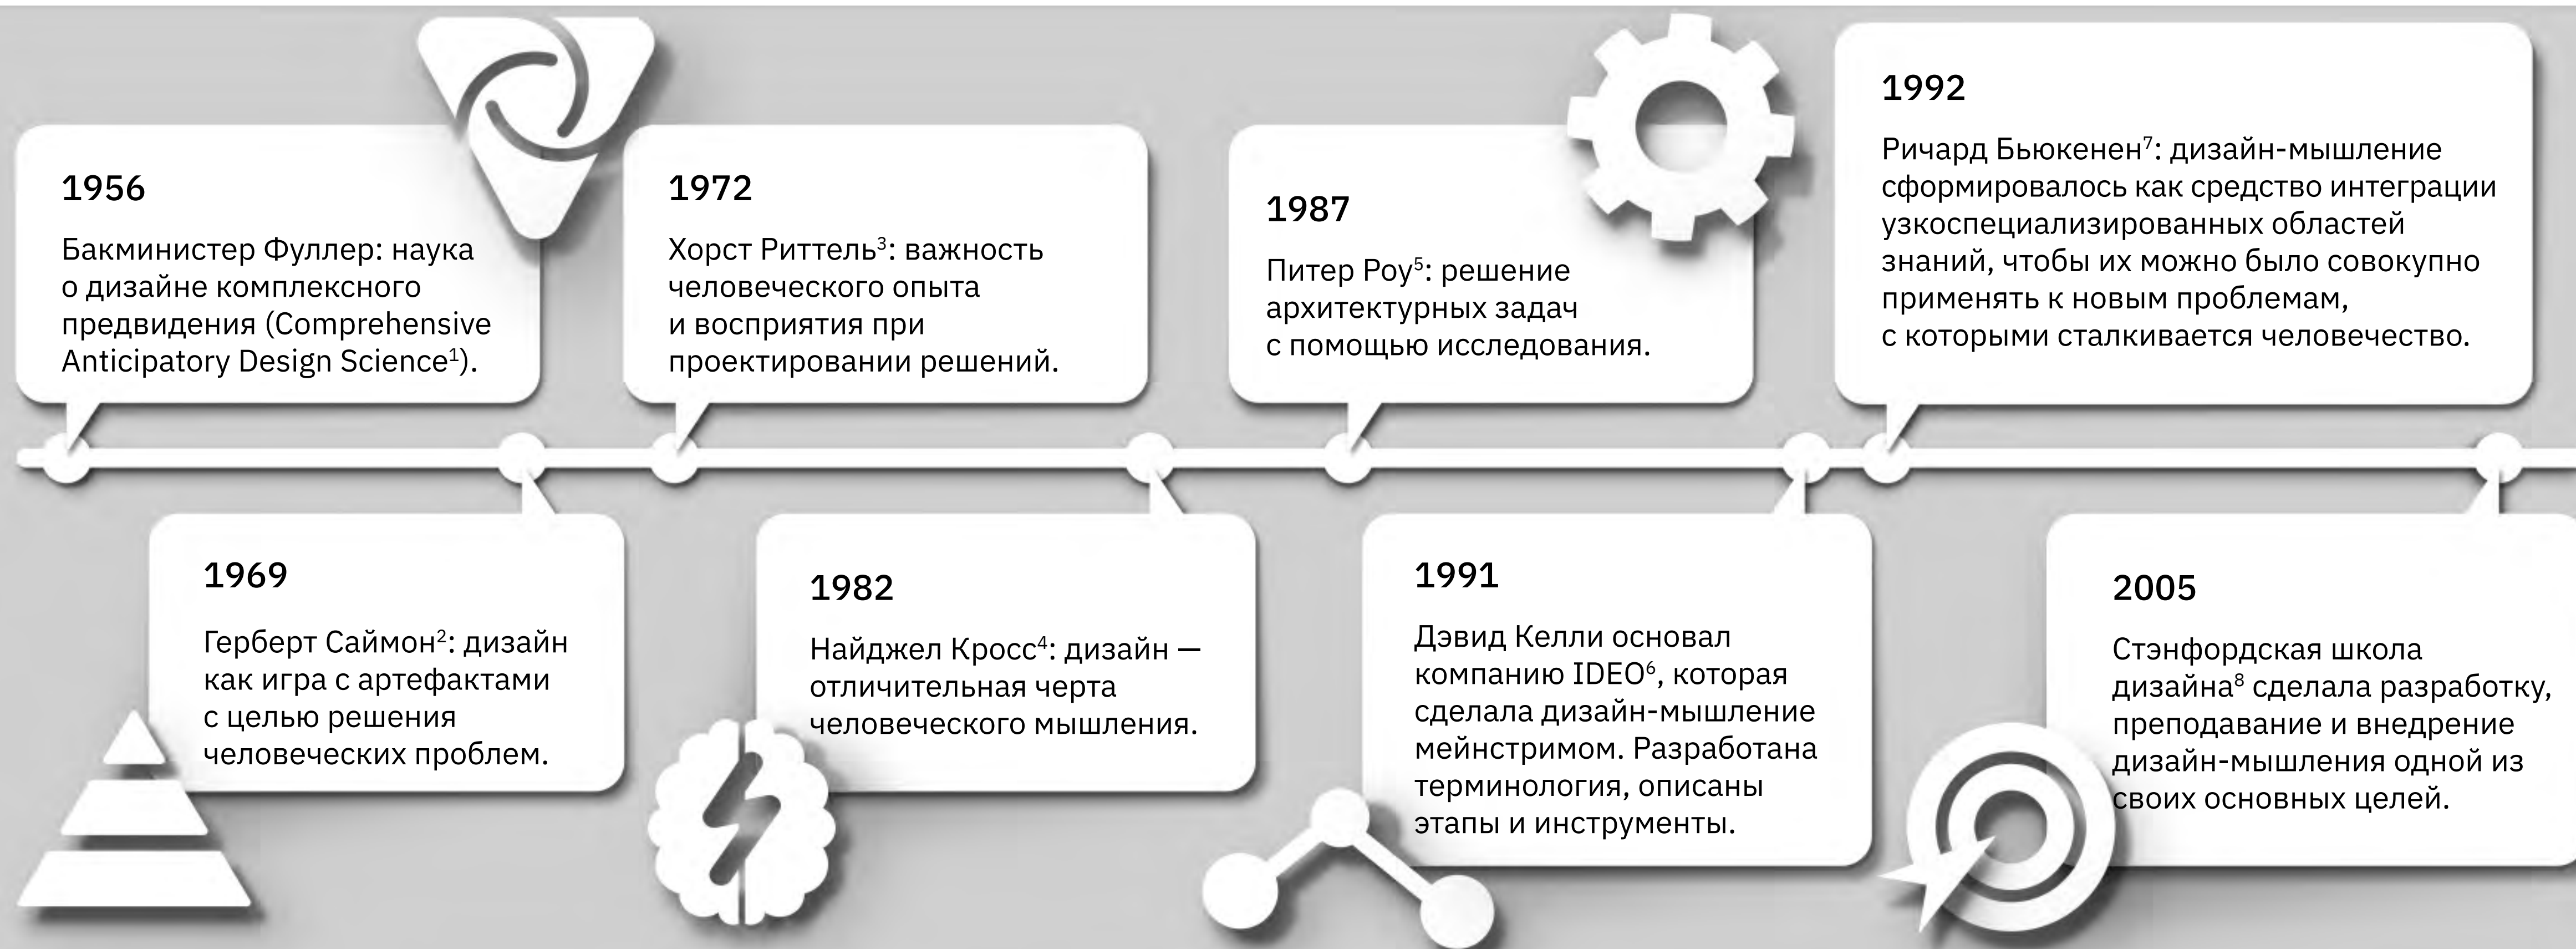 1956
Бакминистер Фуллер: наука
о дизайне комплексного
предвидения (Comprehensive
Anticipatory Design Science¹).
1969
Герберт Саймон²: дизайн
как игра с артефактами
с целью решения
человеческих проблем.
1972
Хорст Риттель³: важность
человеческого опыта
и восприятия при
проектировании решений.
1982
Найджел Кросс⁴: дизайн —
отличительная черта
человеческого мышления.
1987
Питер Роу⁵: решение
архитектурных задач
с помощью исследования.
1991
Дэвид Келли основал
компанию IDEO⁶, которая
сделала дизайн-мышление
мейнстримом. Разработана
терминология, описаны
этапы и инструменты.
1992
Ричард Бьюкенен⁷: дизайн-мышление
сформировалось как средство интеграции
узкоспециализированных областей
знаний, чтобы их можно было совокупно
применять к новым проблемам,
с которыми сталкивается человечество.
2005
Стэнфордская школа
дизайна⁸ сделала разработку,
преподавание и внедрение
дизайн-мышления одной из
своих основных целей.